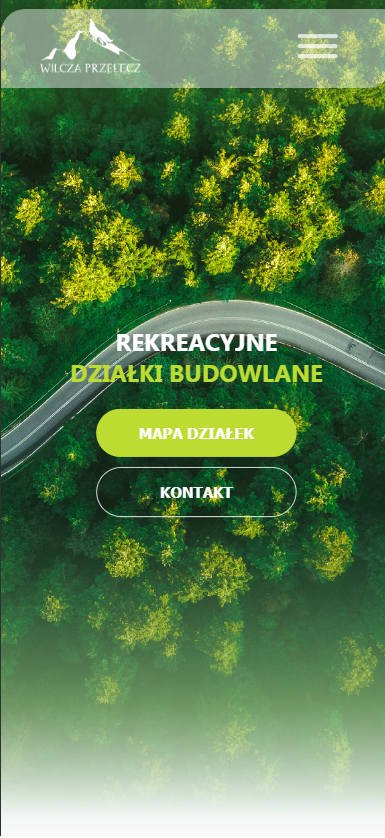 WILCZA PRZEŁĘCZ
REKREACYJNE
DZIAŁKI BUDOWLANE
MAPA DZIAŁEK
KONTAKT